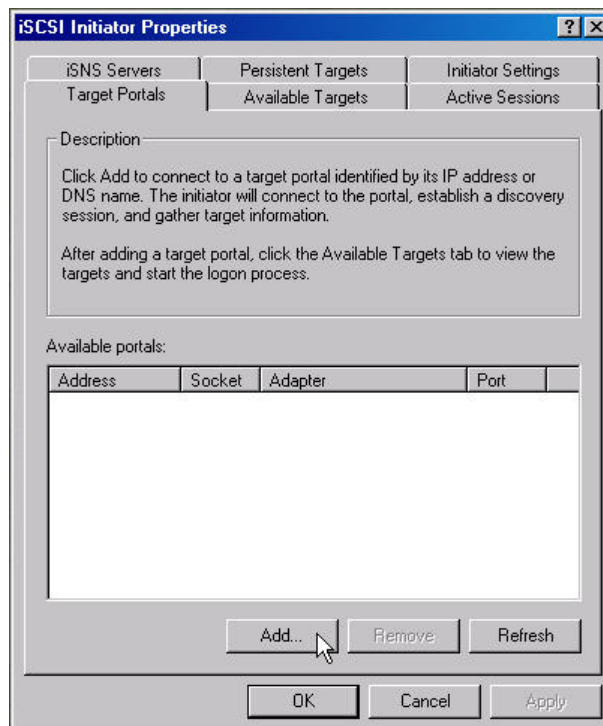 iSCSI Initiator Properties
iSNS Servers Persistent Targets Initiator Settings
Target Portals Available Targets Active Sessions
Description
Click Add to connect to a target portal identified by its IP address or
DNS name. The initiator will connect to the portal, establish a discovery
session, and gather target information.
After adding a target portal, click the Available Targets tab to view the
targets and start the logon process.
Available portals:
Address Socket Adapter Port
Add... Remove Refresh
OK Cancel Apply